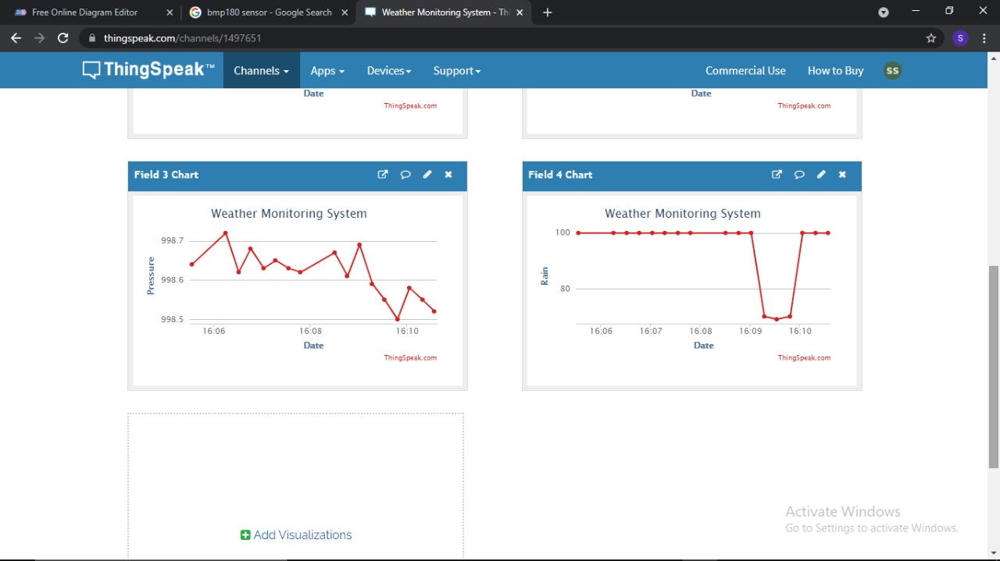 Free Online Diagram Editor
bmp180 sensor - Google Search
Weather Monitoring System - Th
thingspeak.com/channels/1497651
S
ThingSpeak™
Channels
Apps
Devices
Support
Commercial Use
How to Buy
SS
Date
ThingSpeak.com
Date
ThingSpeak.com
Field 3 Chart
Weather Monitoring System
998.7
998.6
998.5
Pressure
16:06 16:08 16:10
Date
ThingSpeak.com
Field 4 Chart
Weather Monitoring System
100
80
Rain
16:06 16:07 16:08 16:09 16:10
Date
ThingSpeak.com
Add Visualizations
Activate Windows
Go to Settings to activate Windows.